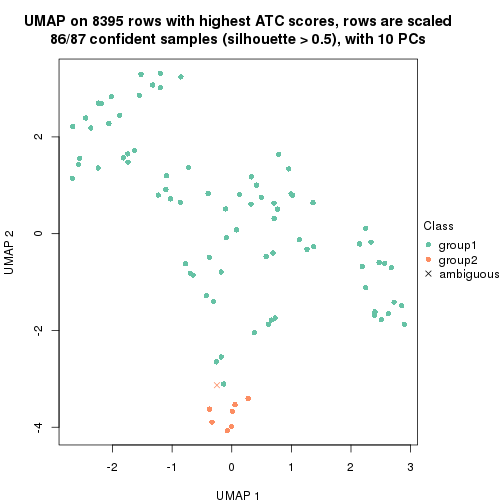 UMAP on 8395 rows with highest ATC scores, rows are scaled
86/87 confident samples (silhouette > 0.5), with 10 PCs
2
0
-2
-4
UMAP 2
-2
-1
0
1
2
3
UMAP 1
Class
group1
group2
ambiguous